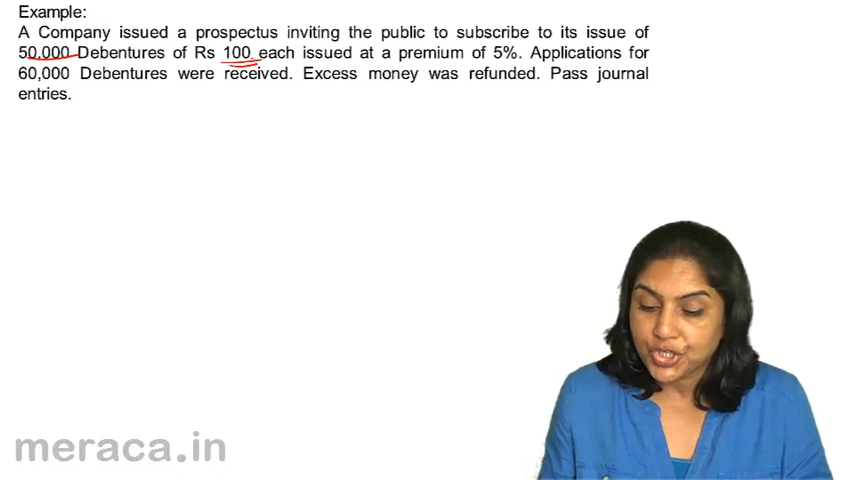 Example:
A Company issued a prospectus inviting the public to subscribe to its issue of
50,000 Debentures of Rs 100 each issued at a premium of 5%. Applications for
60,000 Debentures were received. Excess money was refunded. Pass journal
entries.
meraca.in